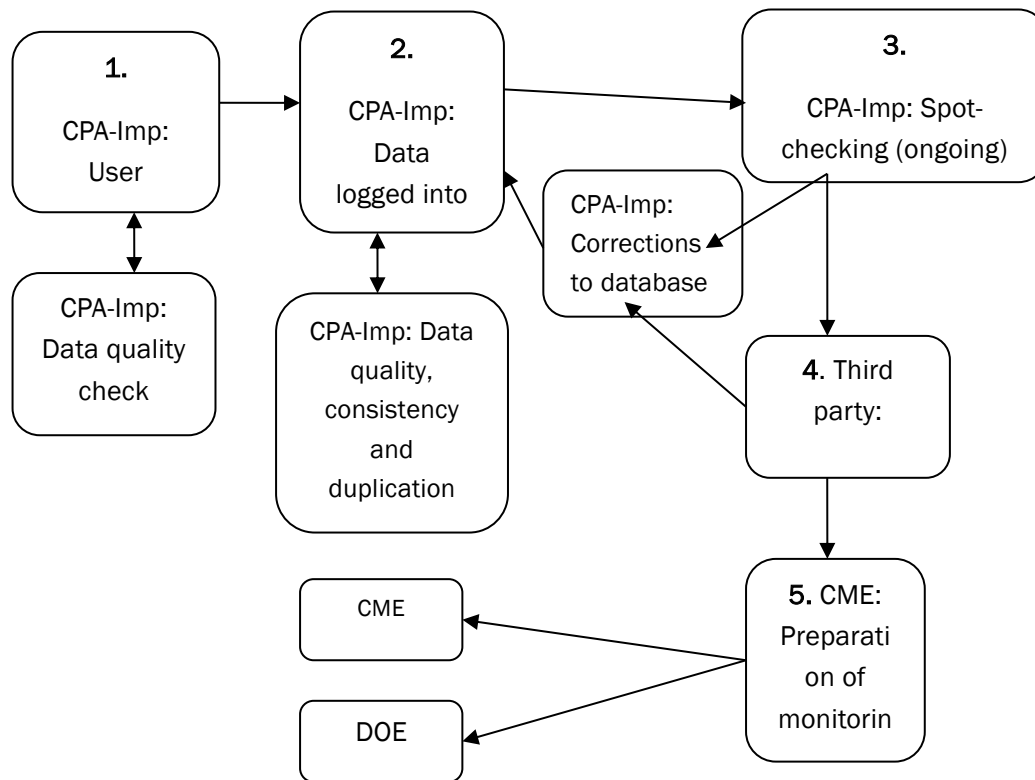 1.
CPA-Imp:
User
2.
CPA-Imp:
Data
logged into
3.
CPA-Imp: Spot-
checking (ongoing)
CPA-Imp:
Corrections
to database
CPA-Imp:
Data quality
check
CPA-Imp: Data
quality,
consistency
and
duplication
4. Third
party:
5. CME:
Preparati
on of
monitorin
CME
DOE